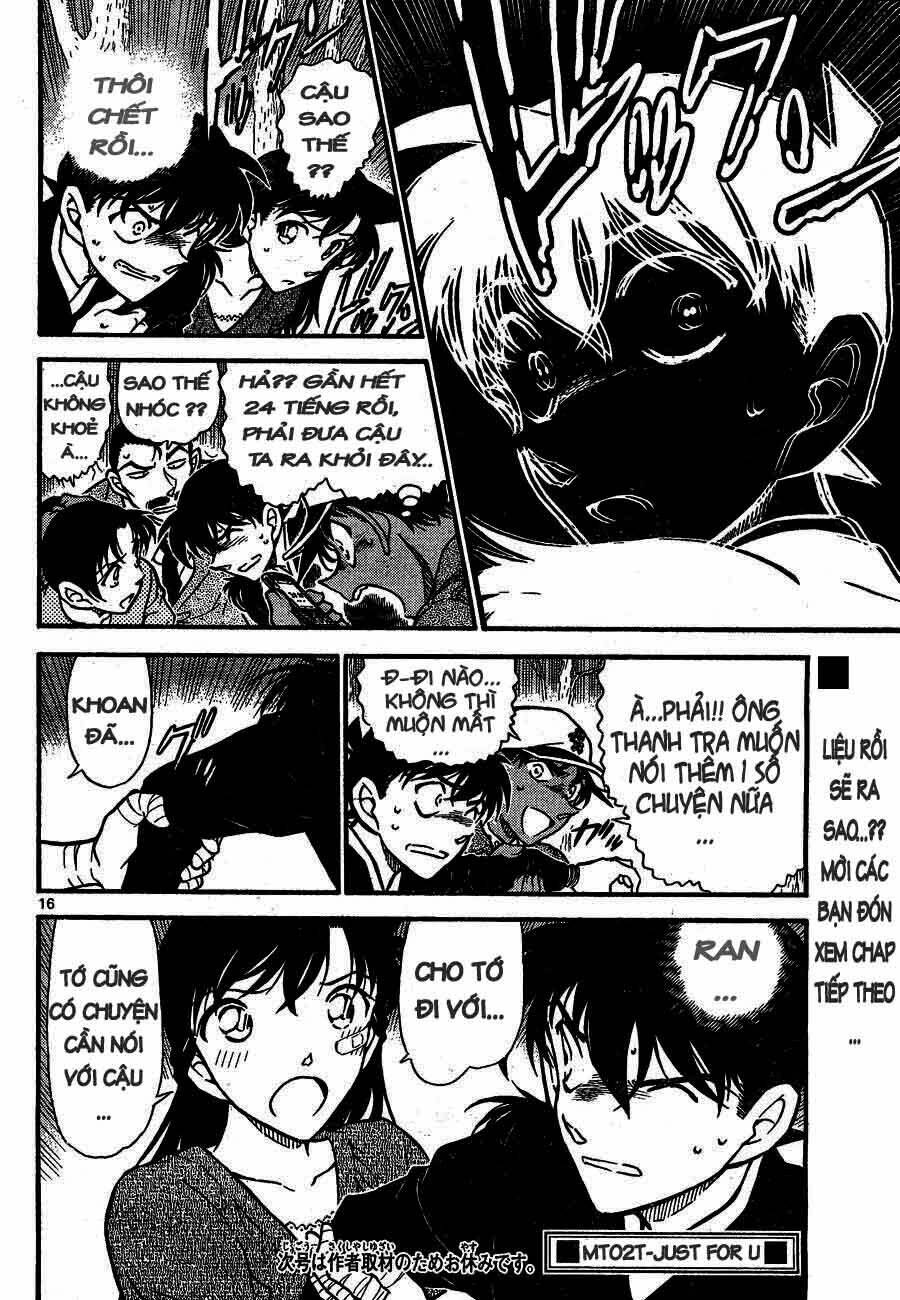 THÔI
CHẾT
RỒI...
CẬU
SAO
THẾ
??
...CẬU
KHÔNG
KHOẺ
À...
SAO THẾ
NHÓC ??
HẢ?? GẦN HẾT
24 TIẾNG RỒI,
PHẢI ĐƯA CẬU
TA RA KHỎI ĐÂY...
KHOAN
ĐÃ...
Đ-ĐI NÀO...
KHÔNG THÌ
MUỘN MẤT
...
À...PHẢI!! ÔNG
THANH TRA MUỐN
NÓI THÊM 1 SỐ
CHUYỆN NỮA
...
LIỆU RỒI
SẼ RA
SAO...??
MỜI CÁC
BẠN ĐÓN
XEM CHAP
TIẾP THEO
...
16
TỚ CŨNG
CÓ CHUYỆN
CẦN NÓI
VỚI CẬU
...
CHO TỚ
ĐI VỚI...
RAN
...
次号は作者取材のためお休みです。
MT02T-JUST FOR U